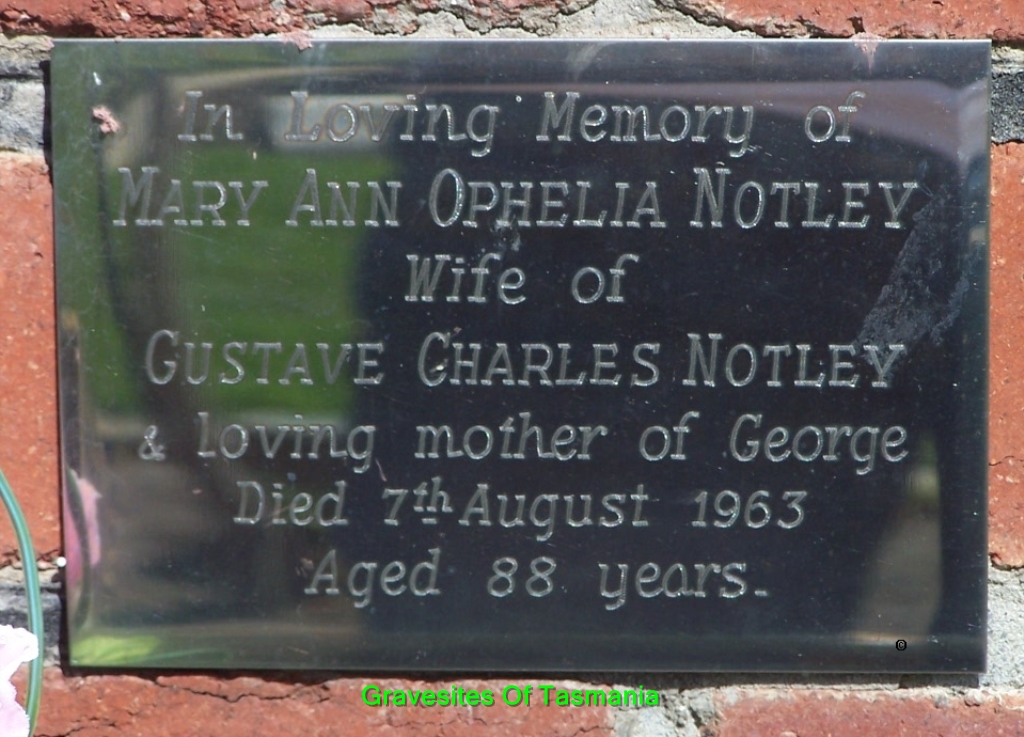 In Loving Memory of
MARY ANN OPHELIA NOTLEY
Wife of
GUSTAVE CHARLES NOTLEY
& loving mother of George
Died 7th August 1963
Aged 88 years.
©
Gravesites Of Tasmania